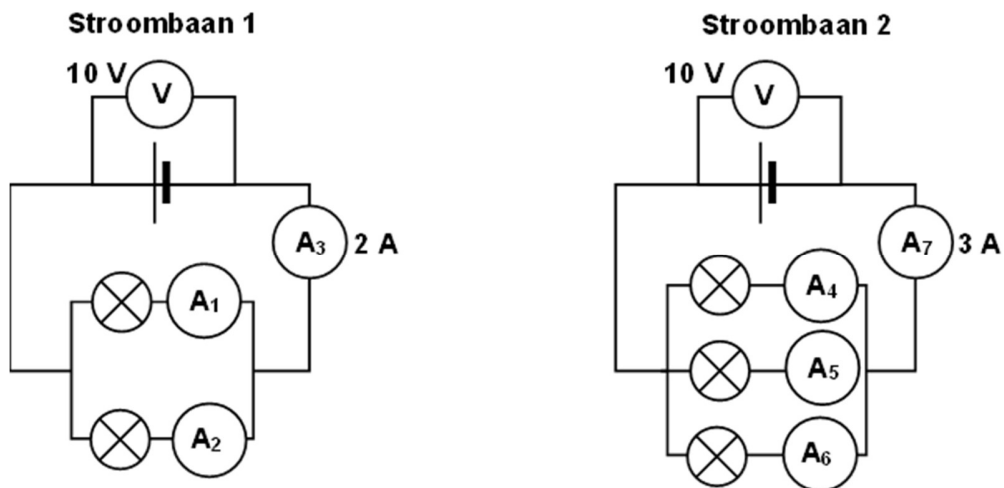 Stroombaan 1
10 V
V
A3 2 A
A1
A2
Stroombaan 2
10 V
V
A7 3 A
A4
A5
A6